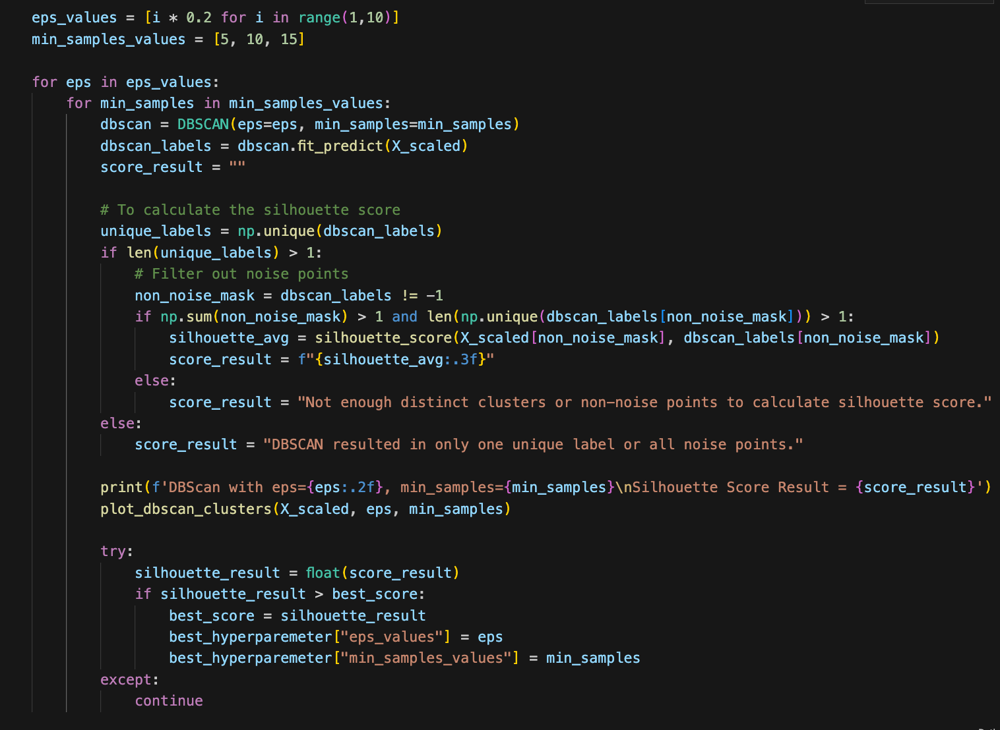 eps_values = [i * 0.2 for i in range(1,10)]
min_samples_values = [5, 10, 15]

for eps in eps_values:
    for min_samples in min_samples_values:
        dbscan = DBSCAN(eps=eps, min_samples=min_samples)
        dbscan_labels = dbscan.fit_predict(X_scaled)
        score_result = ""

        # To calculate the silhouette score
        unique_labels = np.unique(dbscan_labels)
        if len(unique_labels) > 1:
            # Filter out noise points
            non_noise_mask = dbscan_labels != -1
            if np.sum(non_noise_mask) > 1 and len(np.unique(dbscan_labels[non_noise_mask])) > 1:
                silhouette_avg = silhouette_score(X_scaled[non_noise_mask], dbscan_labels[non_noise_mask])
                score_result = f"{silhouette_avg:.3f}"
            else:
                score_result = "Not enough distinct clusters or non-noise points to calculate silhouette score."
        else:
            score_result = "DBSCAN resulted in only one unique label or all noise points."

        print(f'DBScan with eps={eps:.2f}, min_samples={min_samples}\nSilhouette Score Result = {score_result}')
        plot_dbscan_clusters(X_scaled, eps, min_samples)

        try:
            silhouette_result = float(score_result)
            if silhouette_result > best_score:
                best_score = silhouette_result
                best_hyperparemeter["eps_values"] = eps
                best_hyperparemeter["min_samples_values"] = min_samples
        except:
            continue